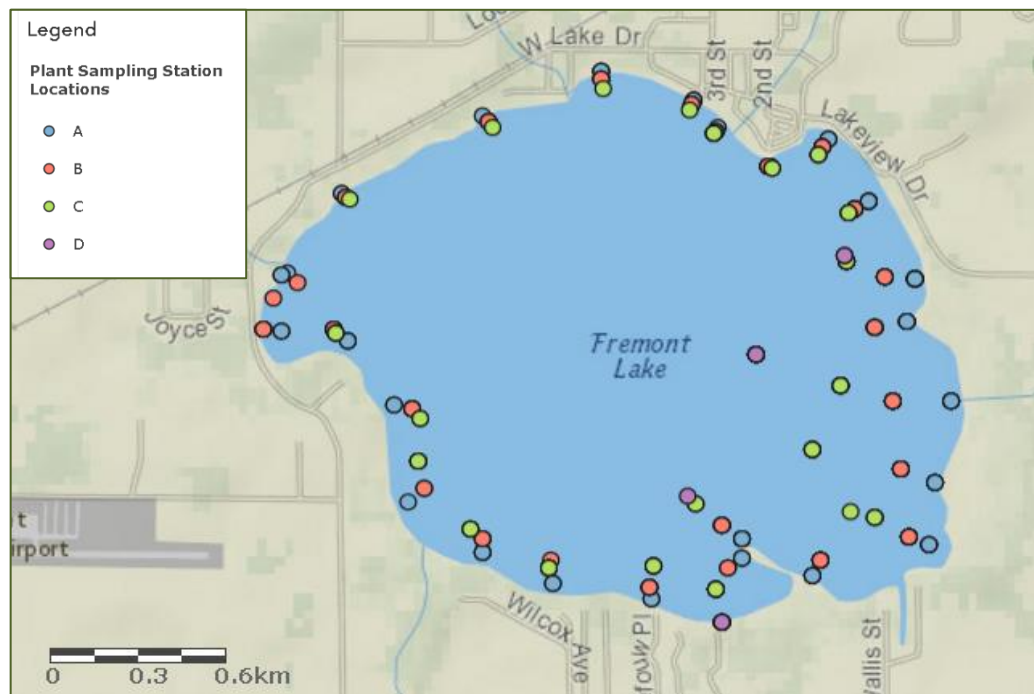 Legend
Plant Sampling Station
Locations
A
B
C
D
W Lake Dr
3rd St
2nd St
Lakeview Dr
Joyce St
Fremont
Lake
t
irport
Wilcox Ave
Wallis St
0 0.3 0.6km